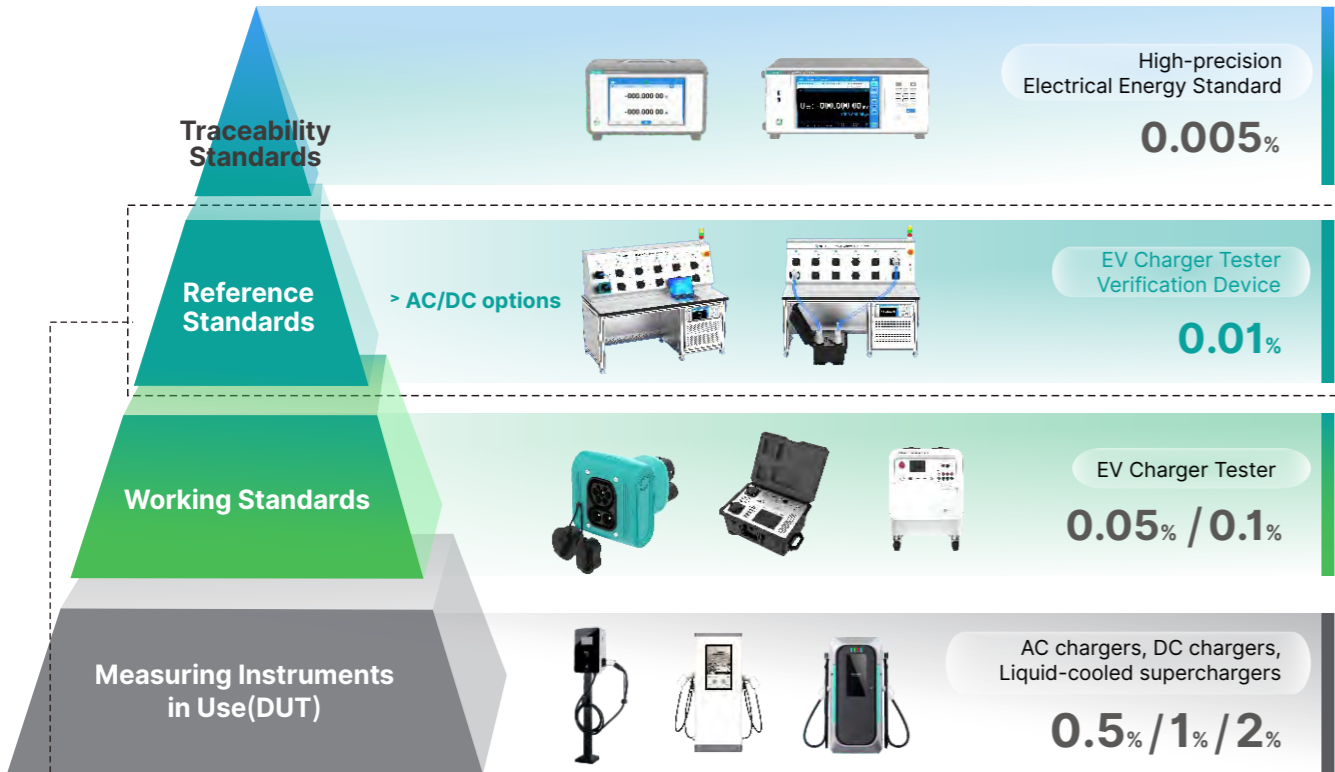 High-precision
Electrical Energy Standard
0.005%
Traceability
Standards
Reference
Standards
> AC/DC options
EV Charger Tester
Verification Device
0.01%
Working Standards
EV Charger Tester
0.05% / 0.1%
Measuring Instruments
in Use(DUT)
AC chargers, DC chargers,
Liquid-cooled superchargers
0.5% / 1% / 2%